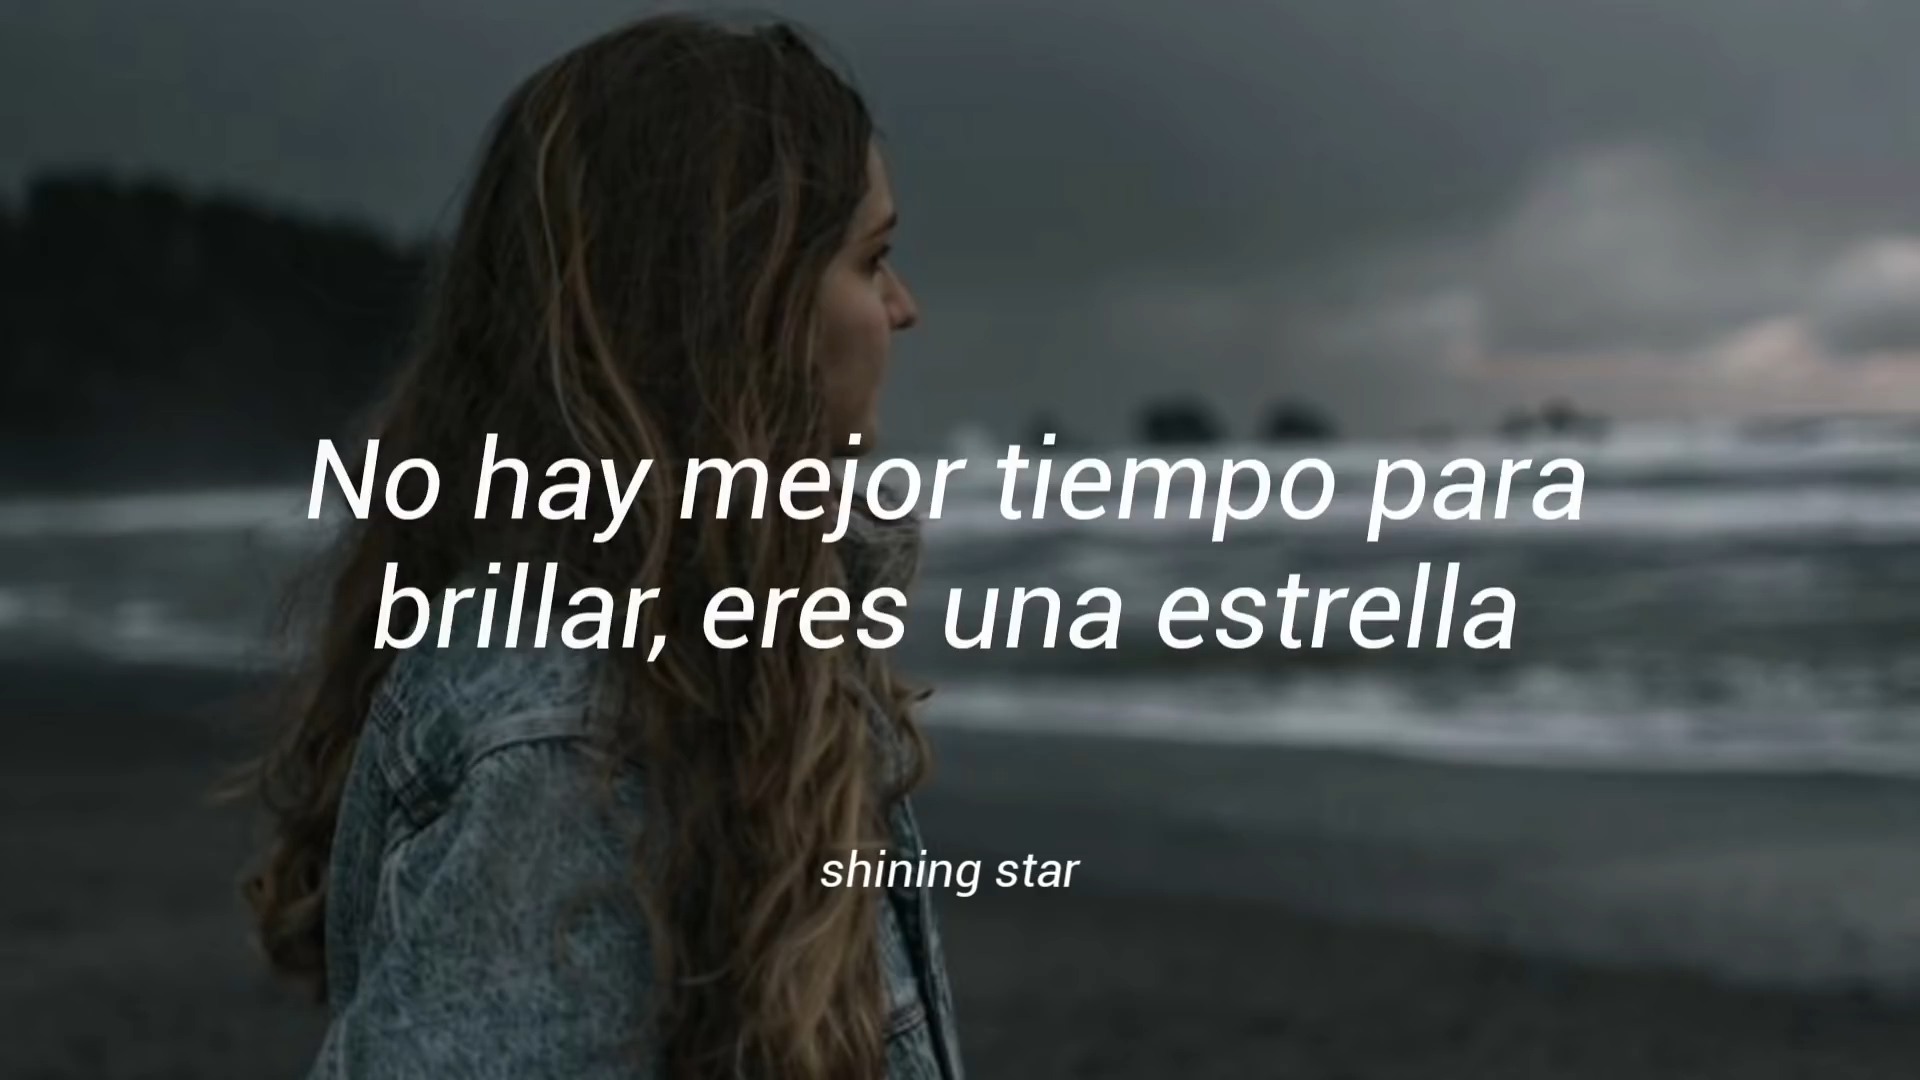 No hay mejor tiempo para
brillar, eres una estrella
shining star